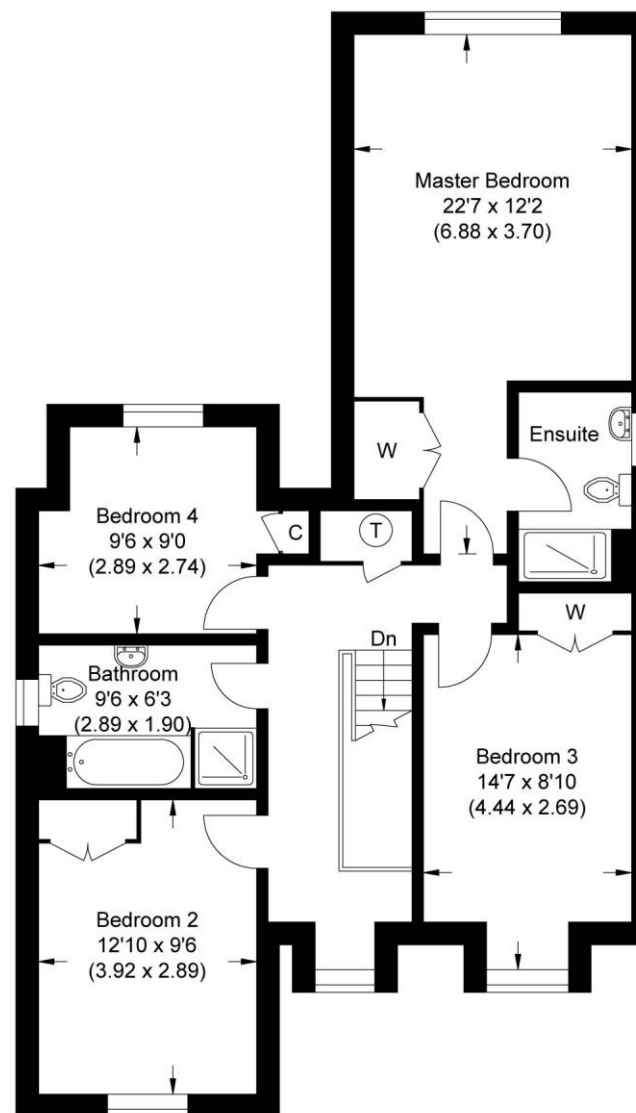 Master Bedroom
22'7 x 12'2
(6.88 x 3.70)
Ensuite
W
Bedroom 4
9'6 x 9'0
(2.89 x 2.74)
C
T
W
Dn
Bathroom
9'6 x 6'3
(2.89 x 1.90)
Bedroom 3
14'7 x 8'10
(4.44 x 2.69)
Bedroom 2
12'10 x 9'6
(3.92 x 2.89)